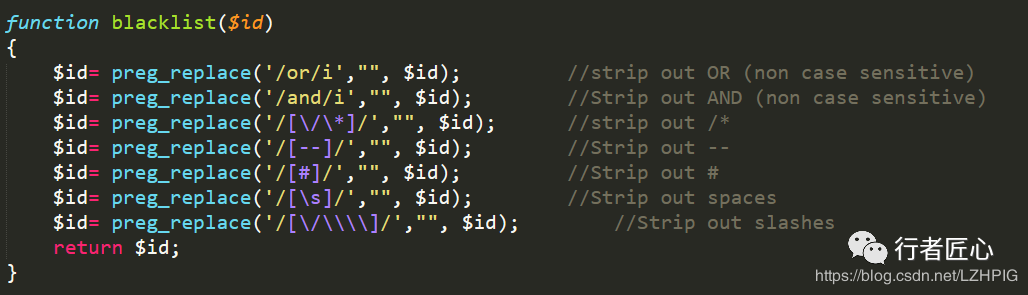 function blacklist($id)
{
    $id= preg_replace('/or/i',"", $id);         //strip out OR (non case sensitive)
    $id= preg_replace('/and/i',"", $id);        //Strip out AND (non case sensitive)
    $id= preg_replace('/[\/\*]/',"", $id);      //strip out /*
    $id= preg_replace('/[--]/',"", $id);        //Strip out --
    $id= preg_replace('/[#]/',"", $id);         //Strip out #
    $id= preg_replace('/[\s]/',"", $id);        //Strip out spaces
    $id= preg_replace('/[\/\\\\]/',"", $id);        //Strip out slashes
    return $id;
}
行者匠心
https://blog.csdn.net/LZHPIG